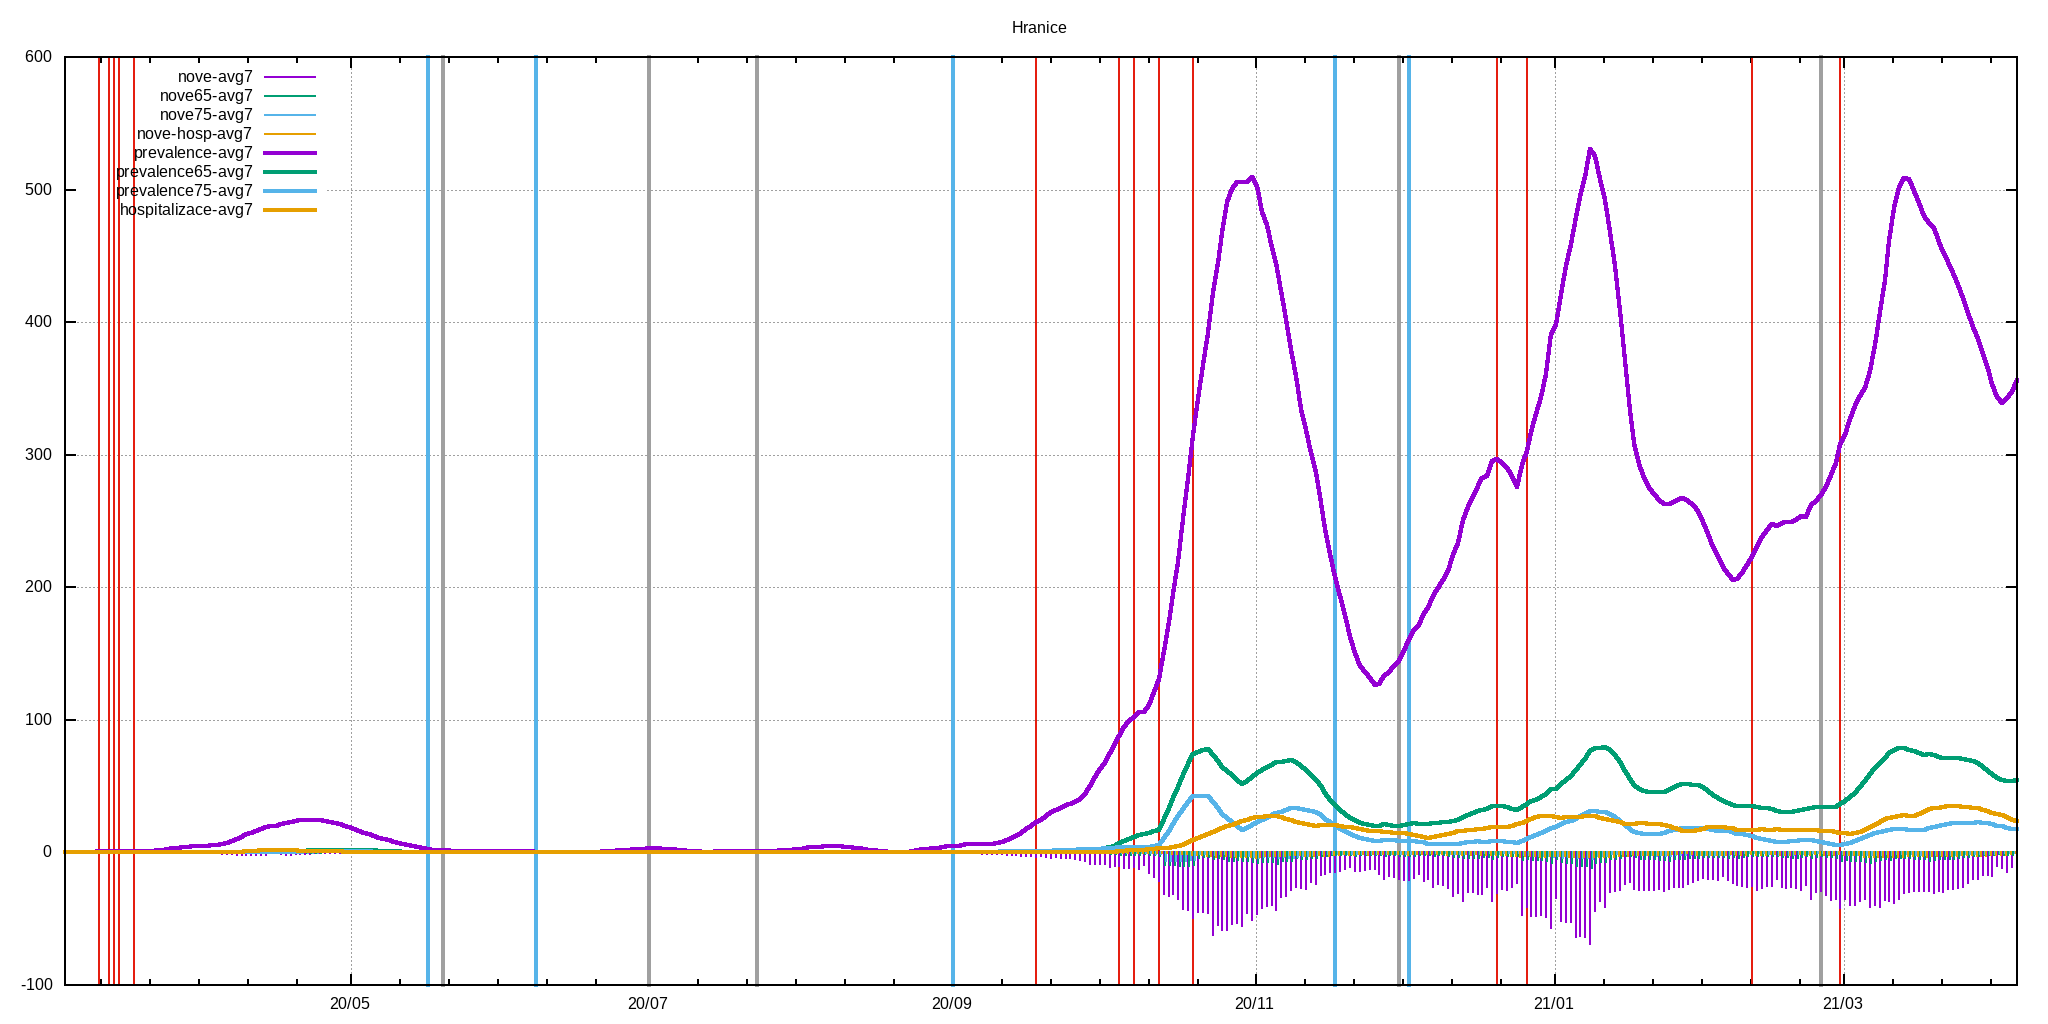 Hranice
600
500
400
300
200
100
0
-100
nove-avg7
nove65-avg7
nove75-avg7
nove-hosp-avg7
prevalence-avg7
prevalence65-avg7
prevalence75-avg7
hospitalizace-avg7
20/05 20/07 20/09 20/11 21/01 21/03